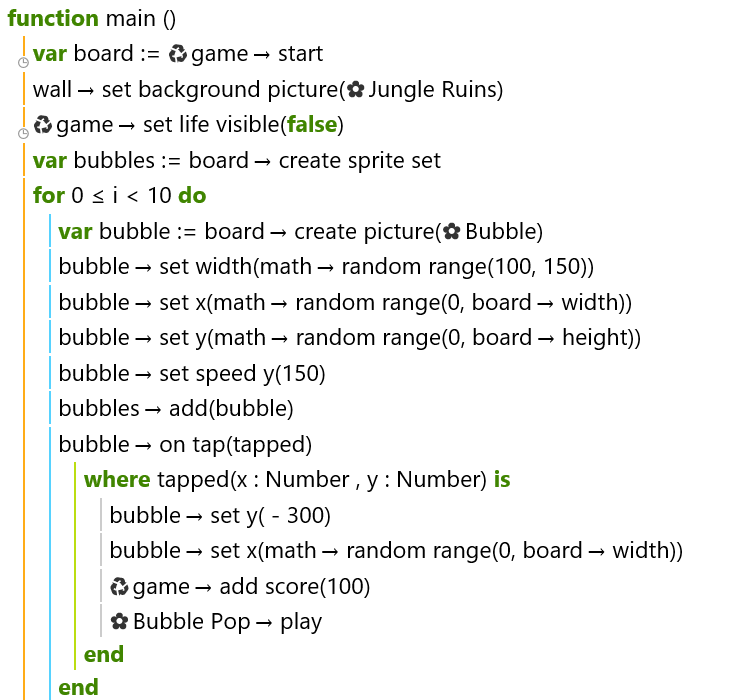 function main ()
var board := ♻ game → start
wall → set background picture(✿ Jungle Ruins)
♻ game → set life visible(false)
var bubbles := board → create sprite set
for 0 ≤ i < 10 do
var bubble := board → create picture(✿ Bubble)
bubble → set width(math → random range(100, 150))
bubble → set x(math → random range(0, board → width))
bubble → set y(math → random range(0, board → height))
bubble → set speed y(150)
bubbles → add(bubble)
bubble → on tap(tapped)
where tapped(x : Number , y : Number) is
bubble → set y( - 300)
bubble → set x(math → random range(0, board → width))
♻ game → add score(100)
✿ Bubble Pop → play
end
end